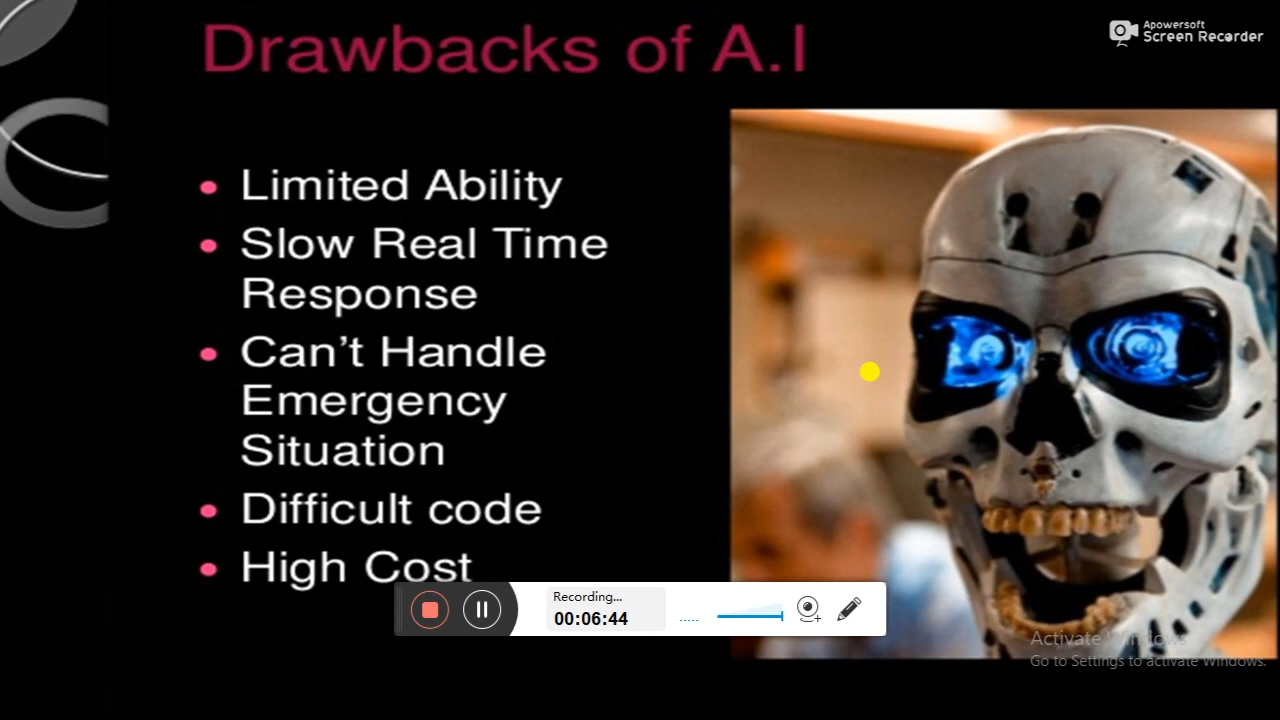 Drawbacks of A.I
Apowersoft
Screen Recorder
• Limited Ability
• Slow Real Time
Response
• Can't Handle
Emergency
Situation
• Difficult code
• High Cost
Recording...
00:06:44
Activate Windows
Go to Settings to activate Windows.